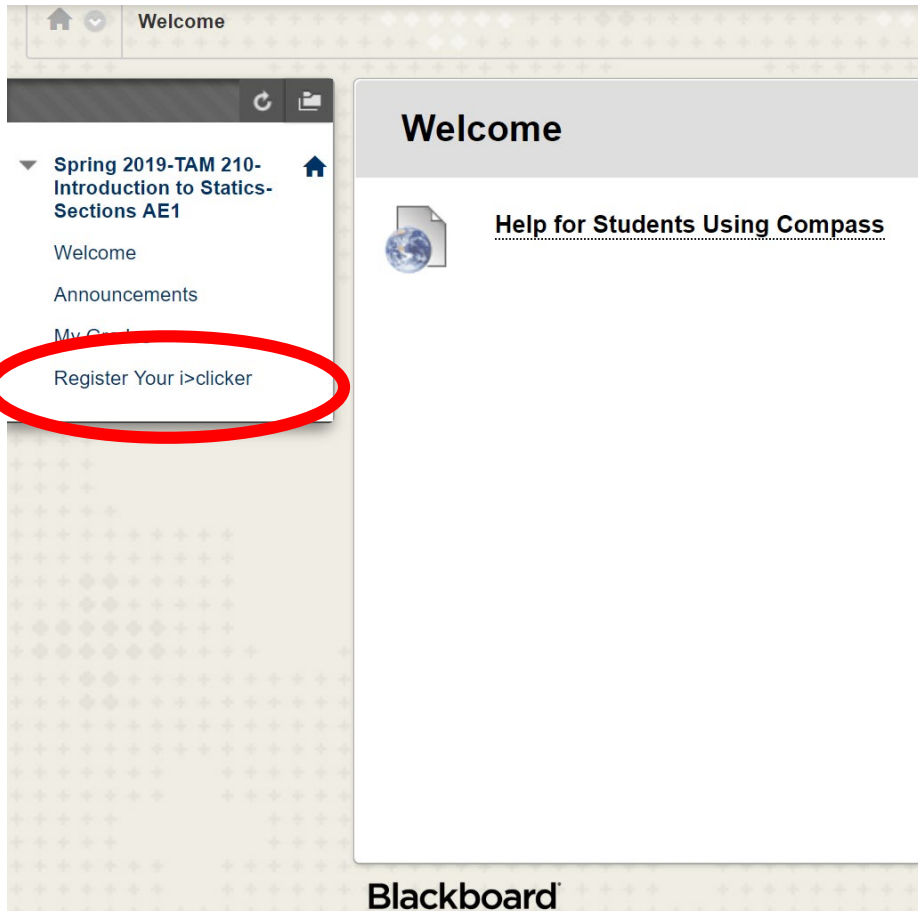 Welcome
Spring 2019-TAM 210-
Introduction to Statics-
Sections AE1
Welcome
Announcements
My
Register Your i>clicker
Welcome
Help for Students Using Compass
Blackboard